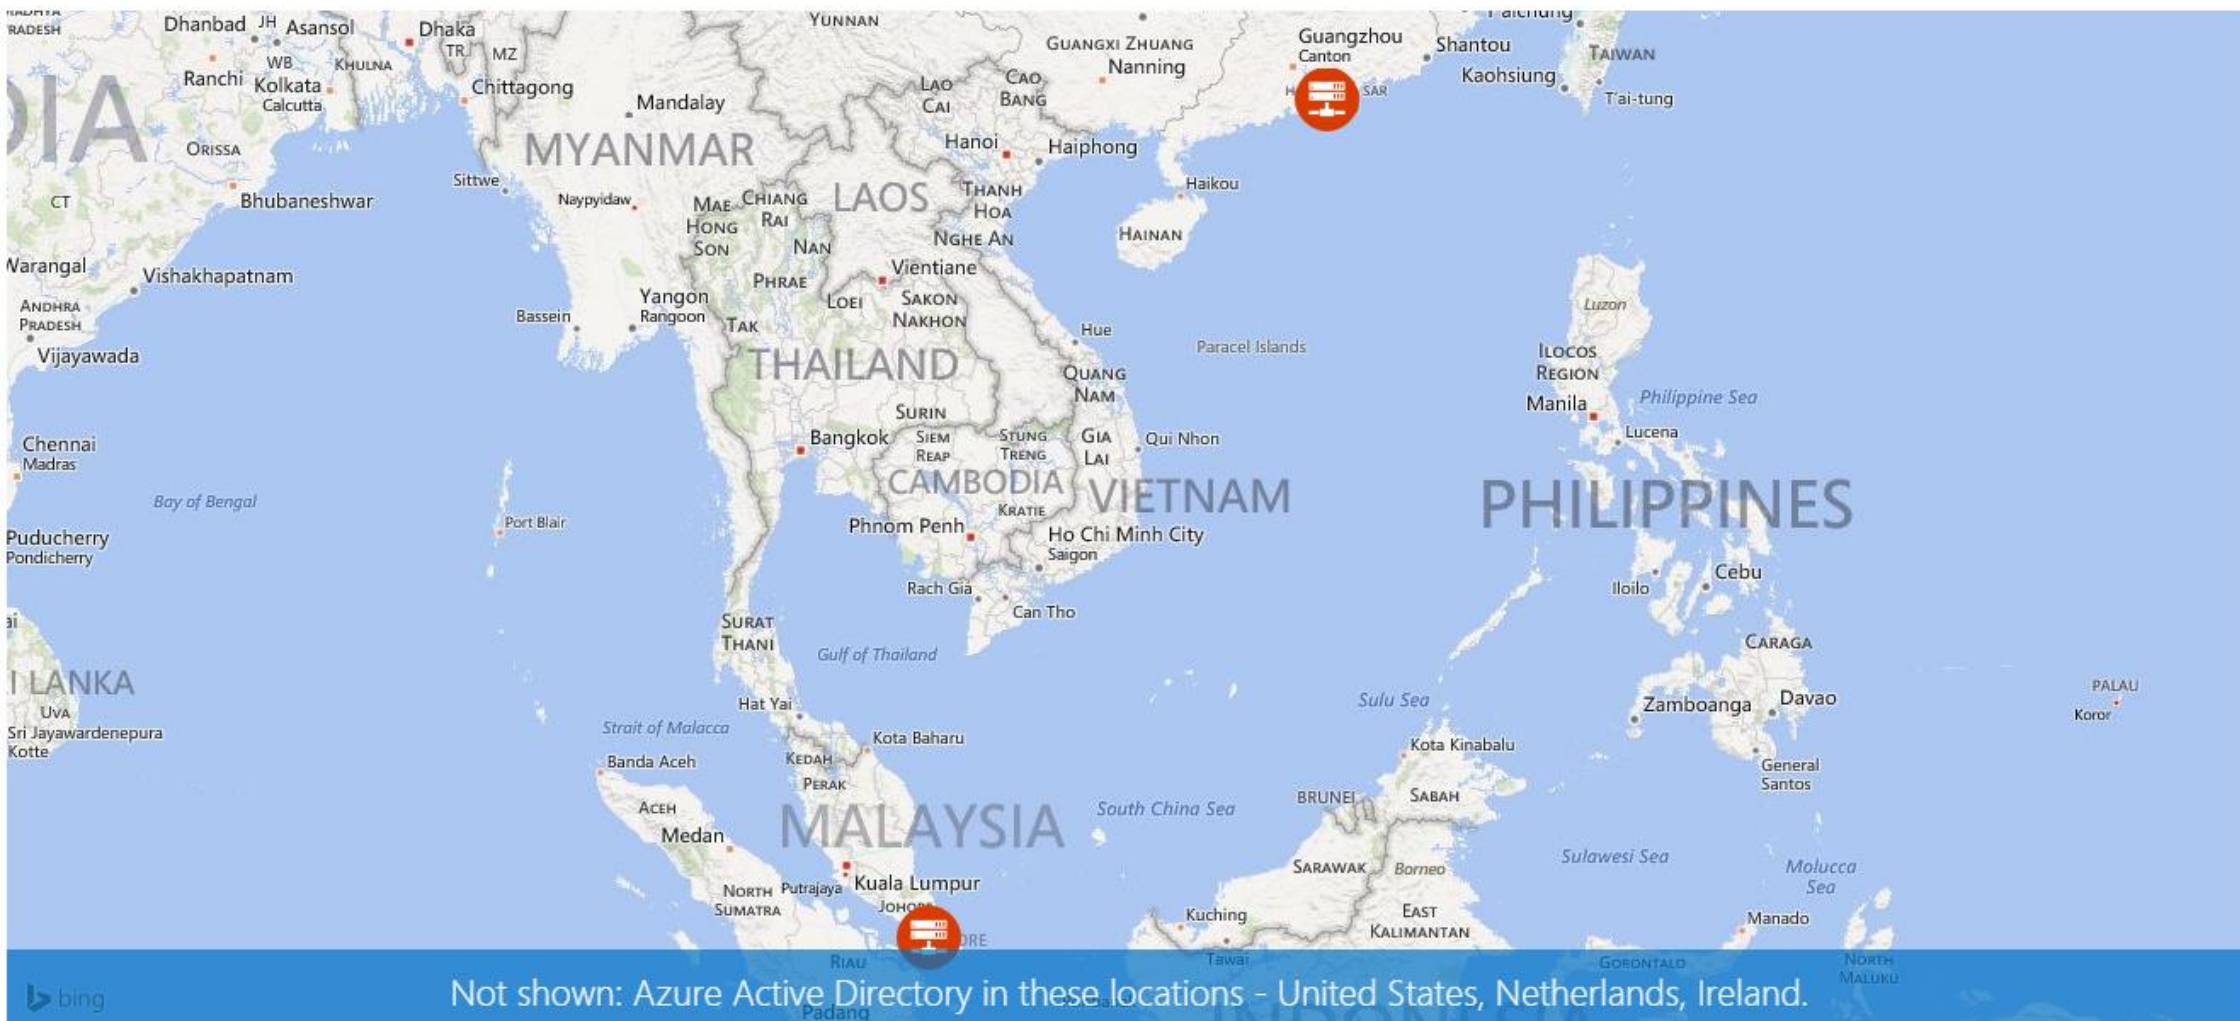 RADESH
Dhanbad
JH
Asansol
Dhaka
TR
MZ
YUNNAN
GUANGXI ZHUANG
Nanning
Guangzhou
Canton
Shantou
TAIWAN
Kaohsiung
T'ai-tung
WB
KHULNA
Ranchi
Kolkata
Calcutta
Chittagong
Mandalay
LAO
CAI
CAO
BANG
SAR
DIA
MYANMAR
Hanoi
Haiphong
ORISSA
Sittwe
Naypyidaw
CT
Bhubaneshwar
MAE
HONG
SON
CHIANG
RAI
LAOS
THANH
HOA
Haikou
HAINAN
NAN
NGHE AN
Warangal
Vishakhapatnam
PHRAE
Vientiane
ANDHRA
PRADESH
Yangon
Rangoon
Bassein
LOEI
SAKON
NAKHON
Luzon
TAK
Hue
Vijayawada
THAILAND
Paracel Islands
ILOCOS
REGION
QUANG
NAM
Philippine Sea
Manila
SURIN
Lucena
Chennai
Madras
Bangkok
SIEM
REAP
STUNG
TRENG
GIA
LAI
Qui Nhon
CAMBODIA
VIETNAM
PHILIPPINES
Bay of Bengal
Port Blair
KRATIE
Phnom Penh
Ho Chi Minh City
Saigon
Puducherry
Pondicherry
Rach Gia
Can Tho
Iloilo
Cebu
SURAT
THANI
Gulf of Thailand
CARAGA
I LANKA
UVA
Sri Jayawardenepura
Kotte
Hat Yai
Sulu Sea
Zamboanga
Davao
PALAU
Koror
Strait of Malacca
Kota Baharu
Kota Kinabalu
Banda Aceh
KEDAH
PERAK
General
Santos
ACEH
MALAYSIA
South China Sea
BRUNEI
SABAH
Medan
SARAWAK
Borneo
Sulawesi Sea
Molucca
Sea
NORTH
SUMATRA
Putrajaya
Kuala Lumpur
JOHOR
Kuching
EAST
KALIMANTAN
Manado
ORE
RIAU
Tawai
GORONTALO
NORTH
MALUKU
bing
Not shown: Azure Active Directory in these locations - United States, Netherlands, Ireland.
Padang